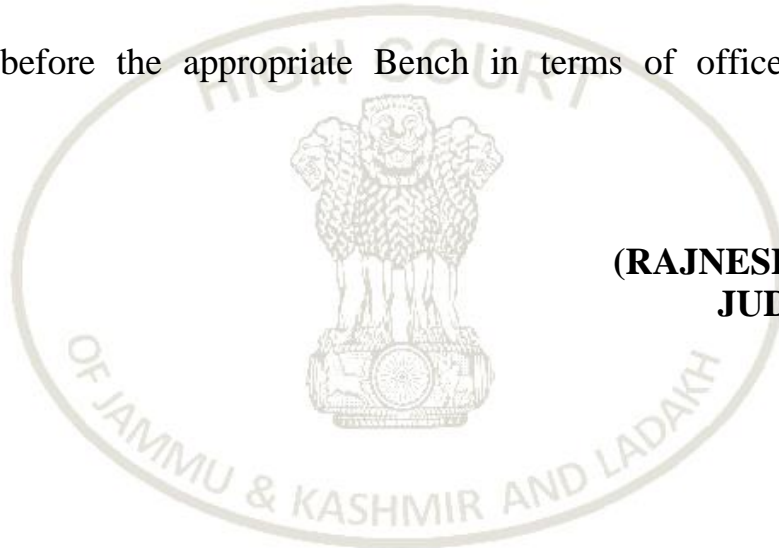 before the appropriate Bench in terms of office
HIGH COURT
(RAJNESH
JUD
OF JAMMU & KASHMIR AND LADAKH